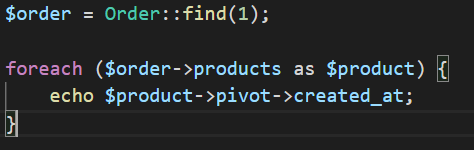 $order = Order::find(1);
foreach ($order->products as $product) {
    echo $product->pivot->created_at;
}